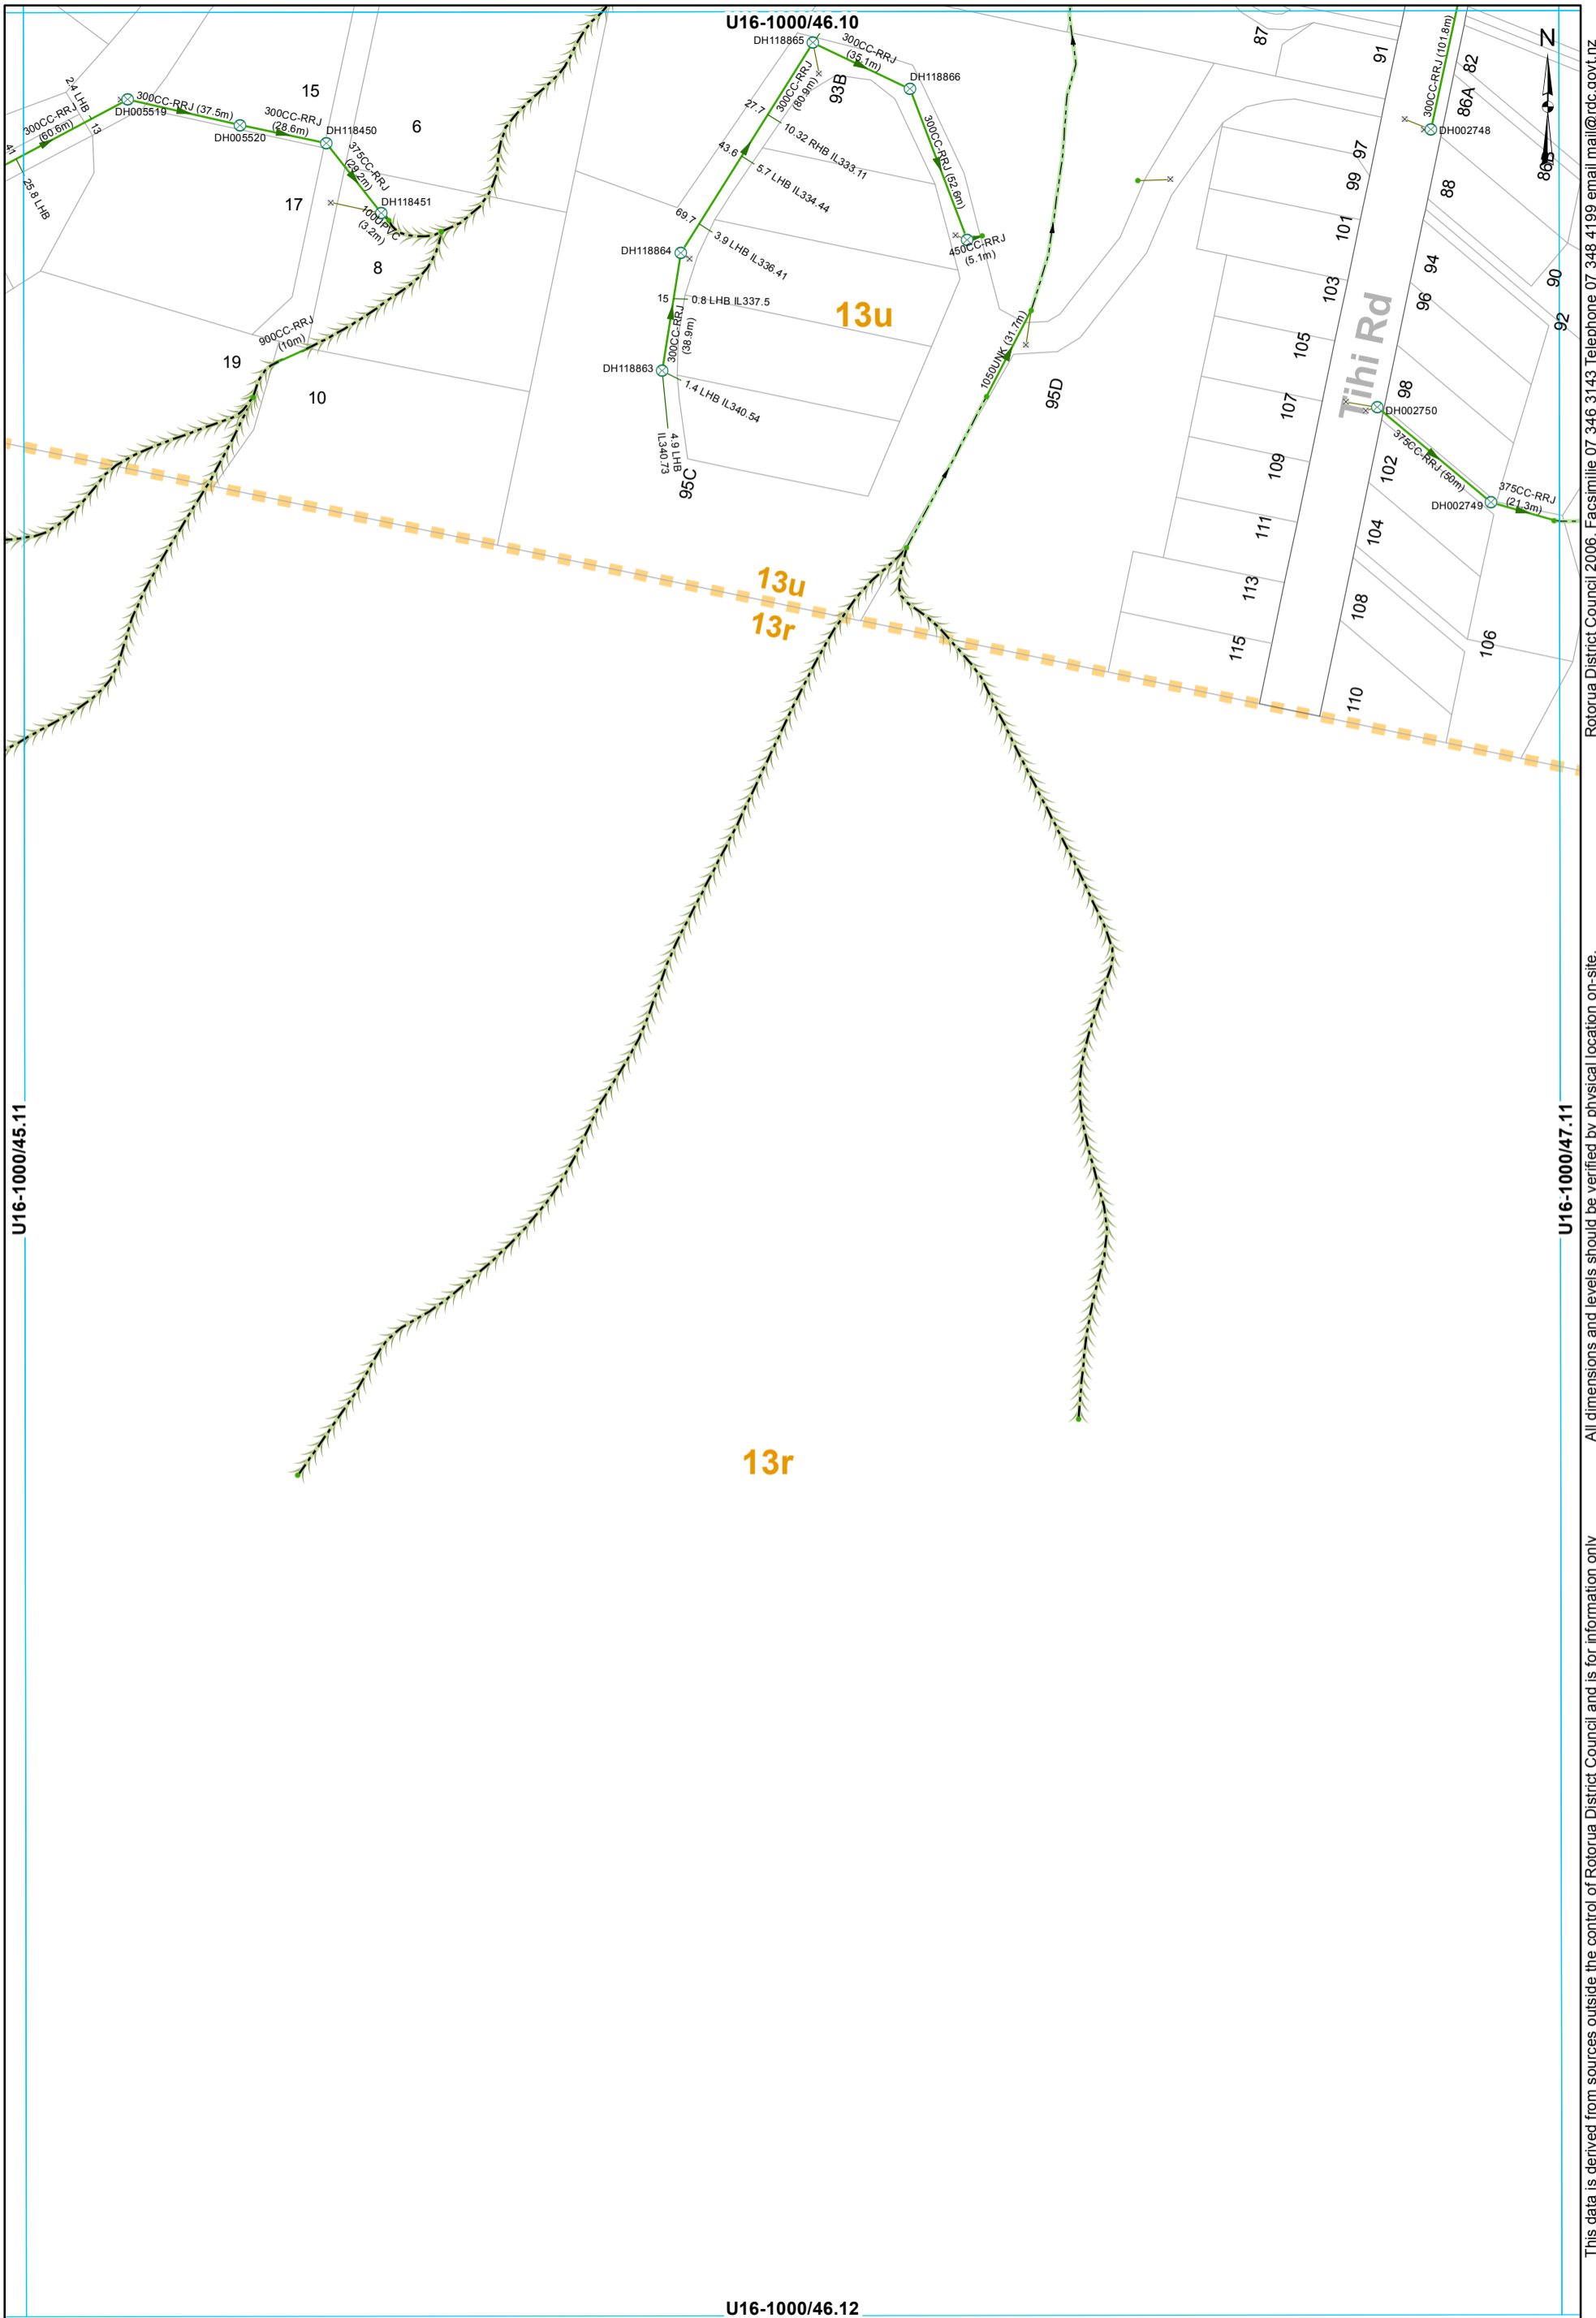 U16-1000/46.10
N
300CC-RRJ (60.6m)
2.4 LHB
13
41
25.8 LHB
DH005519
300CC-RRJ (37.5m)
DH005520
300CC-RRJ (28.6m)
DH118450
375CC-RRJ (29.2m)
DH118451
100UPVC (3.2m)
15
6
17
8
19
10
900CC-RRJ (10m)
DH118865
300CC-RRJ (35.1m)
DH118866
300CC-RRJ (80.9m)
93B
27.7
10.32 RHB IL333.11
43.6
5.7 LHB IL334.44
69.7
3.9 LHB IL336.41
DH118864
15
0.8 LHB IL337.5
300CC-RRJ (38.9m)
DH118863
1.4 LHB IL340.54
4.9 LHB IL340.73
95C
300CC-RRJ (52.6m)
450CC-RRJ (5.1m)
13u
1050UNK (31.7m)
95D
87
91
97
99
101
103
105
107
109
111
113
115
Tihi Rd
300CC-RRJ (101.8m)
DH002748
82
86A
86B
88
90
92
94
96
98
DH002750
375CC-RRJ (50m)
DH002749
375CC-RRJ (21.3m)
102
104
106
108
110
13u
13r
13r
U16-1000/45.11
U16-1000/47.11
U16-1000/46.12
This data is derived from sources outside the control of Rotorua District Council and is for information only
All dimensions and levels should be verified by physical location on-site.
Rotorua District Council 2006. Facsimilie 07 346 3143 Telephone 07 348 4199 email mail@rdc.govt.nz